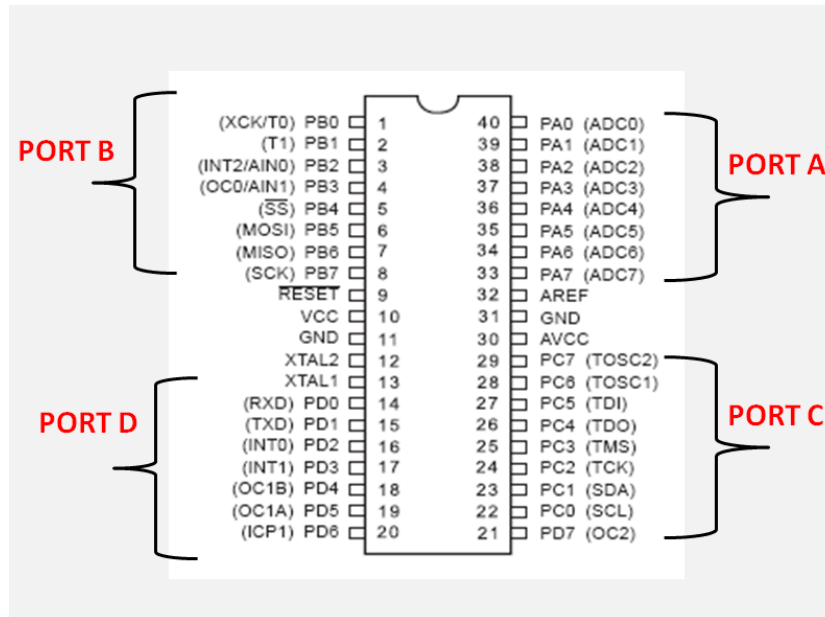 PORT B
(XCK/T0) PB0 1
(T1) PB1 2
(INT2/AIN0) PB2 3
(OC0/AIN1) PB3 4
(SS) PB4 5
(MOSI) PB5 6
(MISO) PB6 7
(SCK) PB7 8
RESET 9
VCC 10
GND 11
XTAL2 12
XTAL1 13
PORT D
(RXD) PD0 14
(TXD) PD1 15
(INT0) PD2 16
(INT1) PD3 17
(OC1B) PD4 18
(OC1A) PD5 19
(ICP1) PD6 20
40 PA0 (ADC0)
39 PA1 (ADC1)
38 PA2 (ADC2)
37 PA3 (ADC3)
36 PA4 (ADC4)
35 PA5 (ADC5)
34 PA6 (ADC6)
33 PA7 (ADC7)
PORT A
32 AREF
31 GND
30 AVCC
29 PC7 (TOSC2)
28 PC6 (TOSC1)
27 PC5 (TDI)
26 PC4 (TDO)
25 PC3 (TMS)
24 PC2 (TCK)
23 PC1 (SDA)
22 PC0 (SCL)
21 PD7 (OC2)
PORT C